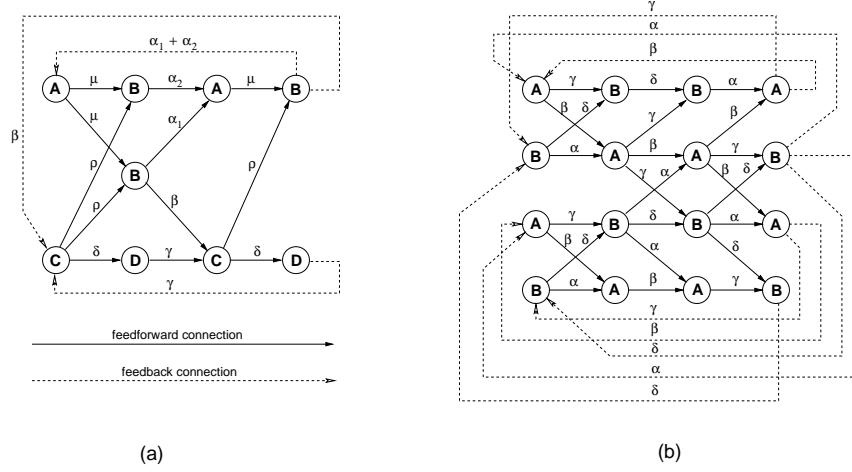 γ
α
α₁ + α₂ β
A μ B α₂ A μ B A γ B δ B α A
μ α₁ β δ γ β
β ρ B ρ B α A β A γ B
ρ β γ α β δ
A γ B δ B α A
C δ D γ C δ D β δ α δ
γ B α A β A γ B
γ
feedforward connection β
δ
feedback connection α
δ
(a) (b)